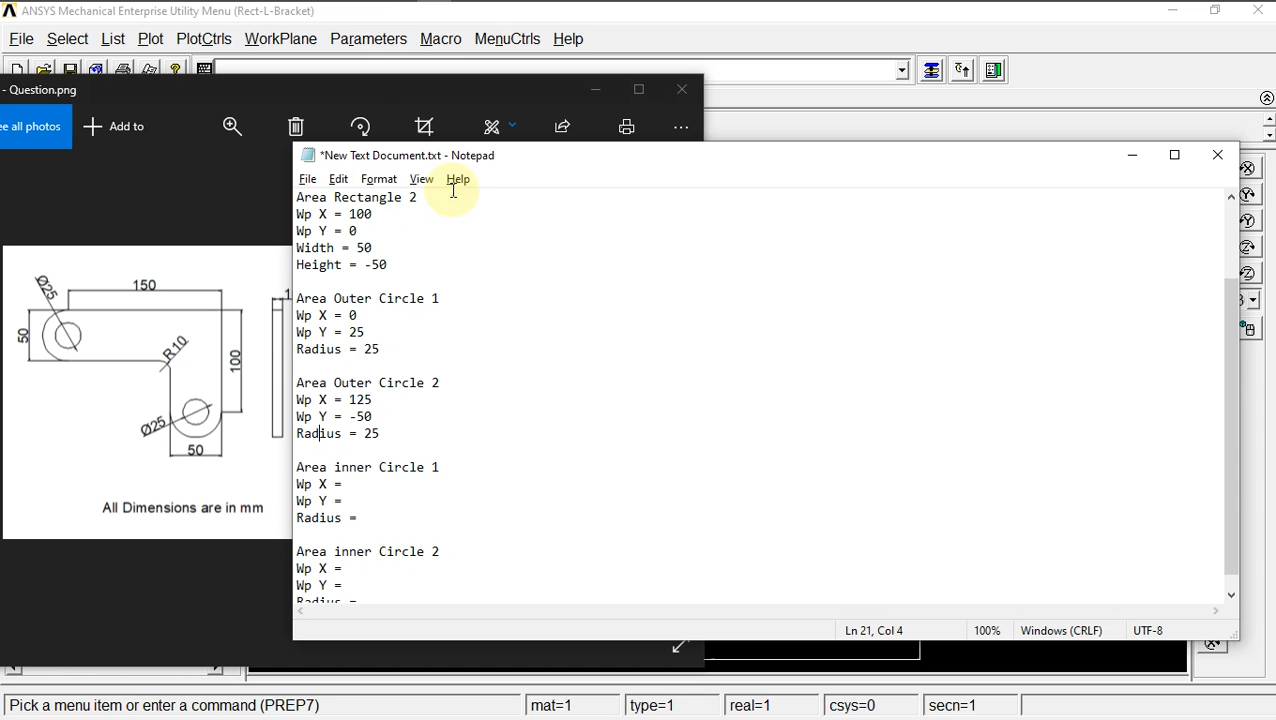 ANSYS Mechanical Enterprise Utility Menu (Rect-L-Bracket)
File Select List Plot PlotCtrls WorkPlane Parameters Macro MenuCtrls Help
- Question.png
ee all photos
Add to
*New Text Document.txt - Notepad
File Edit Format View Help
Area Rectangle 2
Wp X = 100
Wp Y = 0
Width = 50
Height = -50
Area Outer Circle 1
Wp X = 0
Wp Y = 25
Radius = 25
Area Outer Circle 2
Wp X = 125
Wp Y = -50
Radius = 25
Area inner Circle 1
Wp X =
Wp Y =
Radius =
Area inner Circle 2
Wp X =
Wp Y =
Radius =
Ln 21, Col 4
100%
Windows (CRLF)
UTF-8
Ø25
150
1
50
R10
100
Ø25
50
All Dimensions are in mm
Pick a menu item or enter a command (PREP7)
mat=1
type=1
real=1
csys=0
secn=1